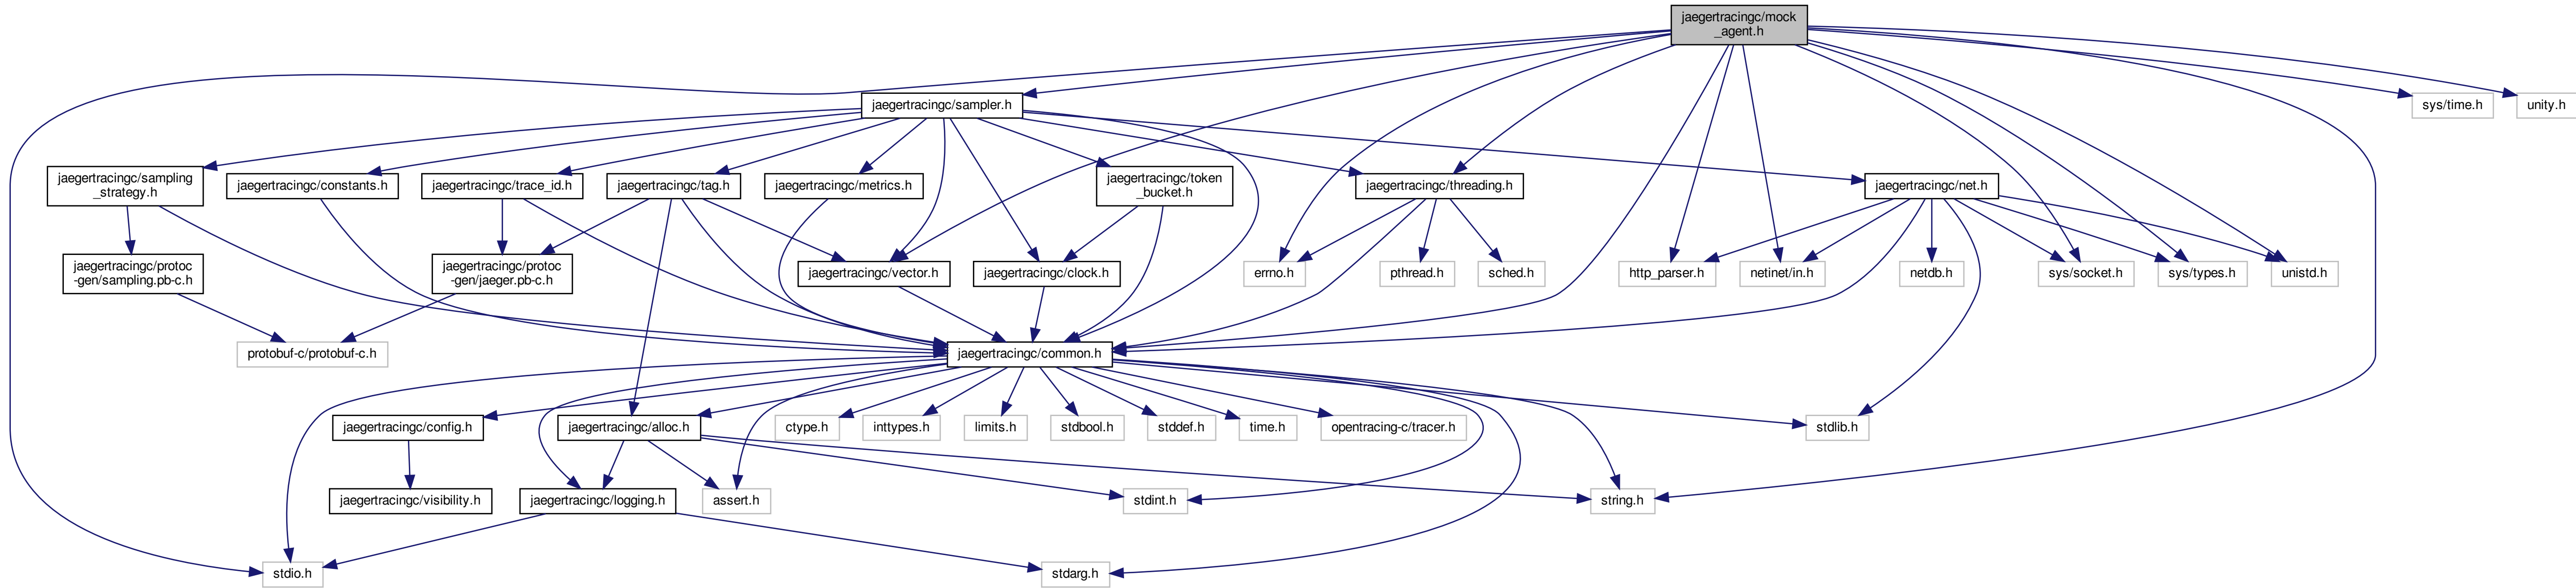 jaegertracingc/mock
_agent.h
jaegertracingc/sampler.h
sys/time.h
unity.h
jaegertracingc/sampling
_strategy.h
jaegertracingc/constants.h
jaegertracingc/trace_id.h
jaegertracingc/tag.h
jaegertracingc/metrics.h
jaegertracingc/token
_bucket.h
jaegertracingc/threading.h
jaegertracingc/net.h
jaegertracingc/protoc
-gen/sampling.pb-c.h
jaegertracingc/protoc
-gen/jaeger.pb-c.h
jaegertracingc/vector.h
jaegertracingc/clock.h
errno.h
pthread.h
sched.h
http_parser.h
netinet/in.h
netdb.h
sys/socket.h
sys/types.h
unistd.h
protobuf-c/protobuf-c.h
jaegertracingc/common.h
jaegertracingc/config.h
jaegertracingc/alloc.h
ctype.h
inttypes.h
limits.h
stdbool.h
stddef.h
time.h
opentracing-c/tracer.h
stdlib.h
jaegertracingc/visibility.h
jaegertracingc/logging.h
assert.h
stdint.h
string.h
stdio.h
stdarg.h